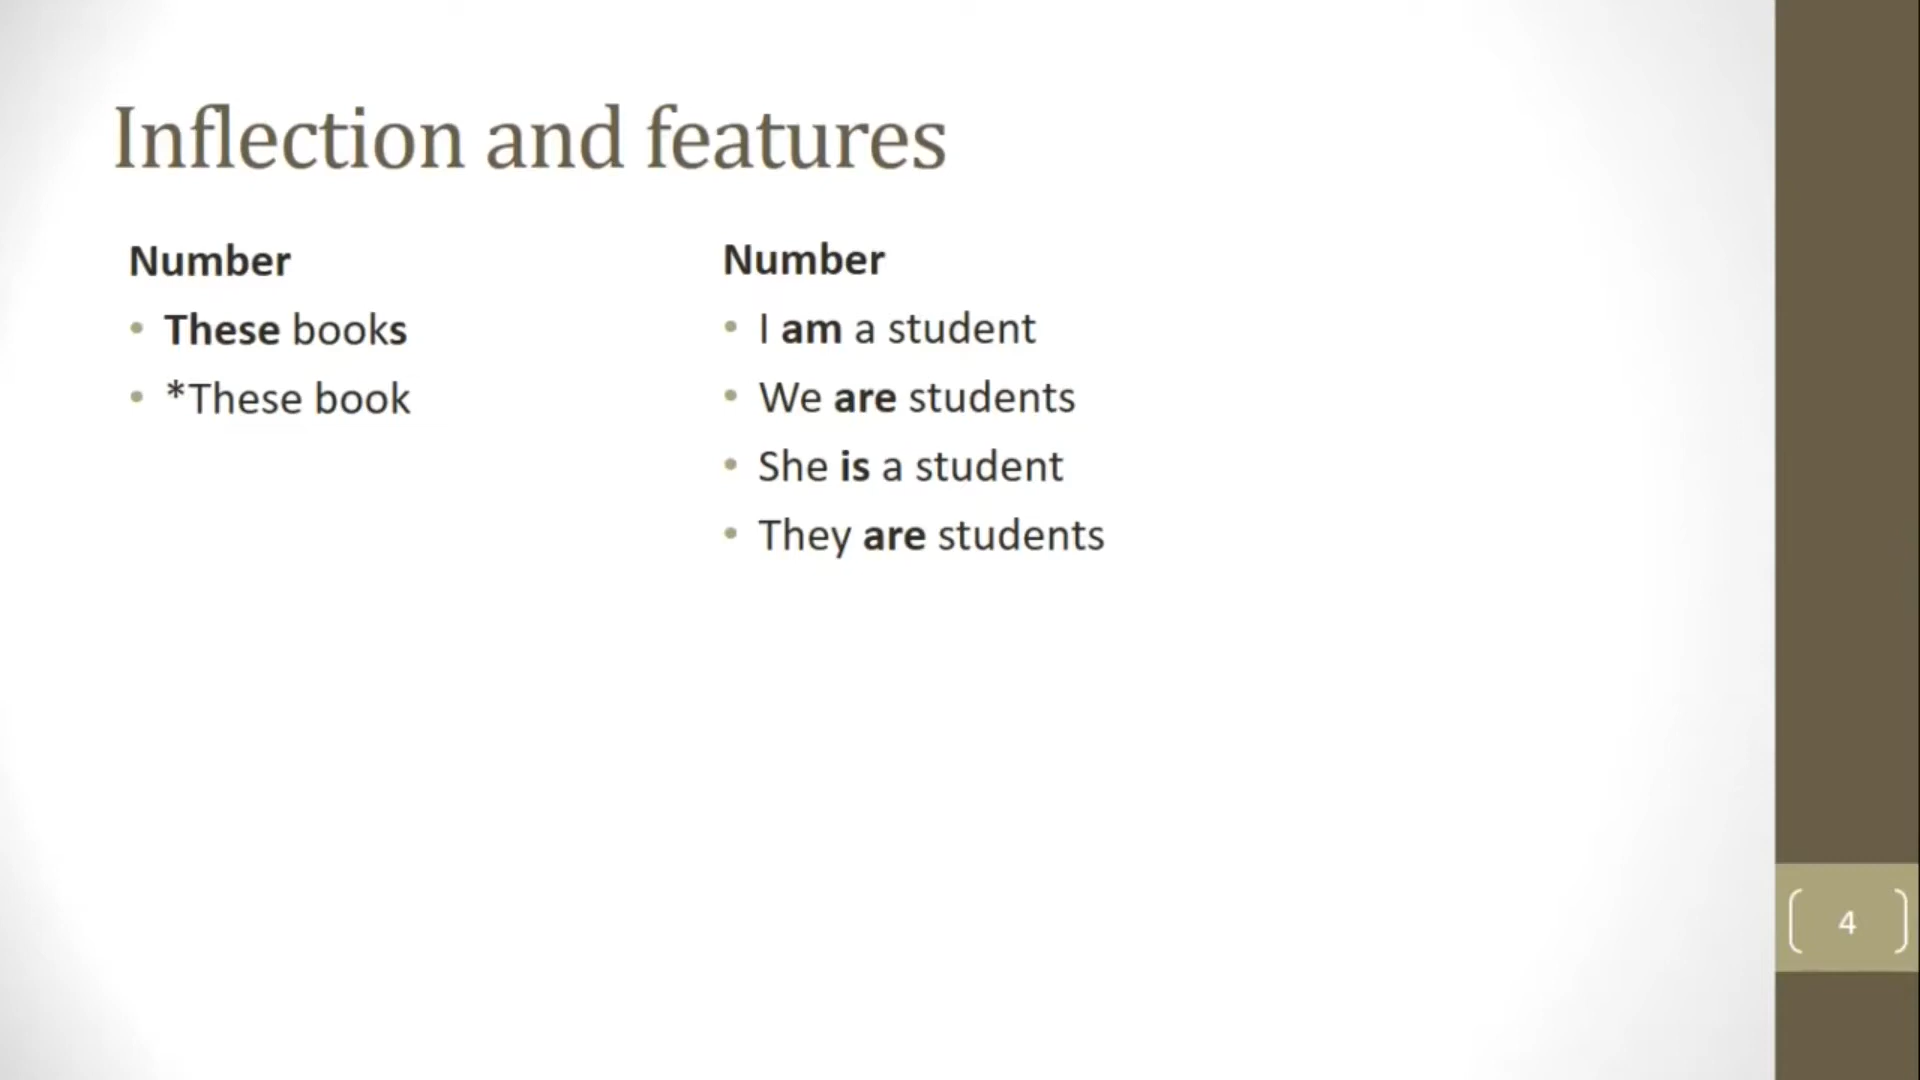 Inflection and features
Number
• These books
• *These book
Number
• I am a student
• We are students
• She is a student
• They are students
4